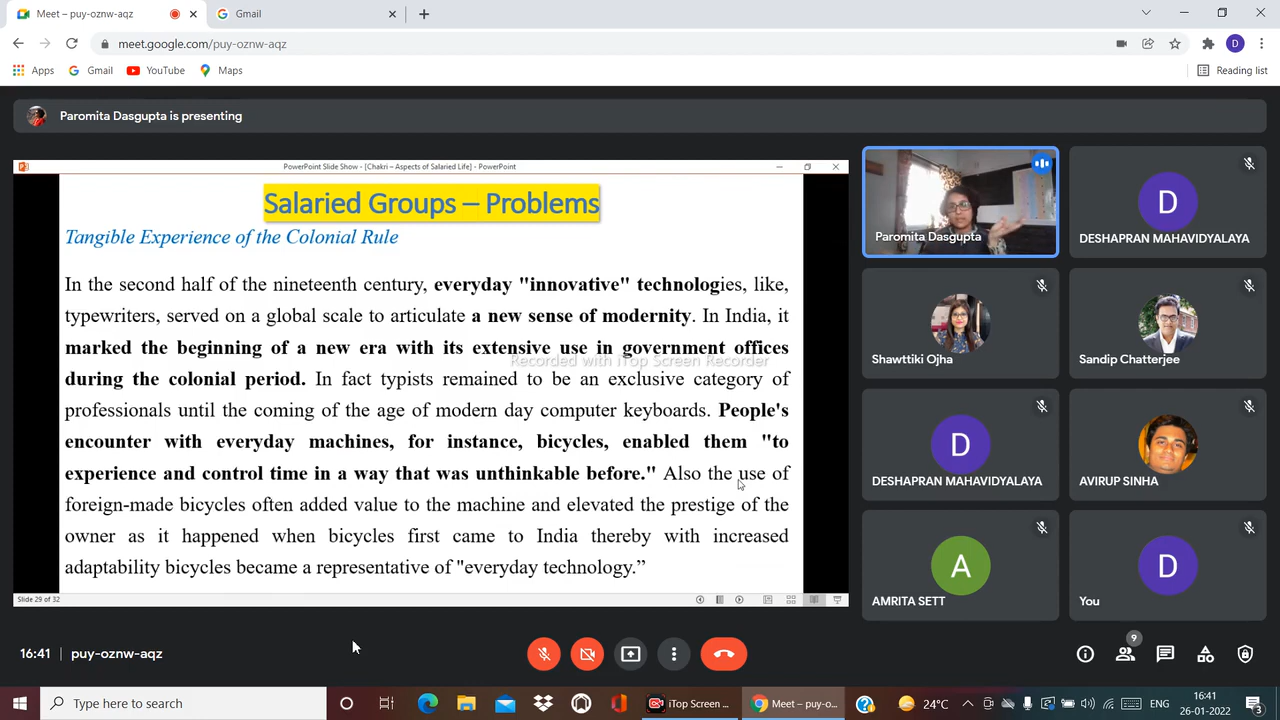 Meet – puy-oznw-aqz
Gmail
meet.google.com/puy-oznw-aqz
Apps
Gmail
YouTube
Maps
Reading list
Paromita Dasgupta is presenting
PowerPoint Slide Show - [Chakri – Aspects of Salaried Life] - PowerPoint
Salaried Groups – Problems
Tangible Experience of the Colonial Rule
In the second half of the nineteenth century, everyday "innovative" technologies, like,
typewriters, served on a global scale to articulate a new sense of modernity. In India, it
marked the beginning of a new era with its extensive use in government offices
Recorded with iTop Screen Recorder
during the colonial period. In fact typists remained to be an exclusive category of
professionals until the coming of the age of modern day computer keyboards. People's
encounter with everyday machines, for instance, bicycles, enabled them "to
experience and control time in a way that was unthinkable before." Also the use of
foreign-made bicycles often added value to the machine and elevated the prestige of the
owner as it happened when bicycles first came to India thereby with increased
adaptability bicycles became a representative of "everyday technology.”
Slide 29 of 32
Paromita Dasgupta
D
DESHAPRAN MAHAVIDYALAYA
Shawttiki Ojha
Sandip Chatterjee
D
DESHAPRAN MAHAVIDYALAYA
AVIRUP SINHA
A
AMRITA SETT
D
You
16:41 | puy-oznw-aqz
9
Type here to search
iTop Screen ...
Meet – puy-oznw-a...
24°C
ENG
16:41
26-01-2022
3